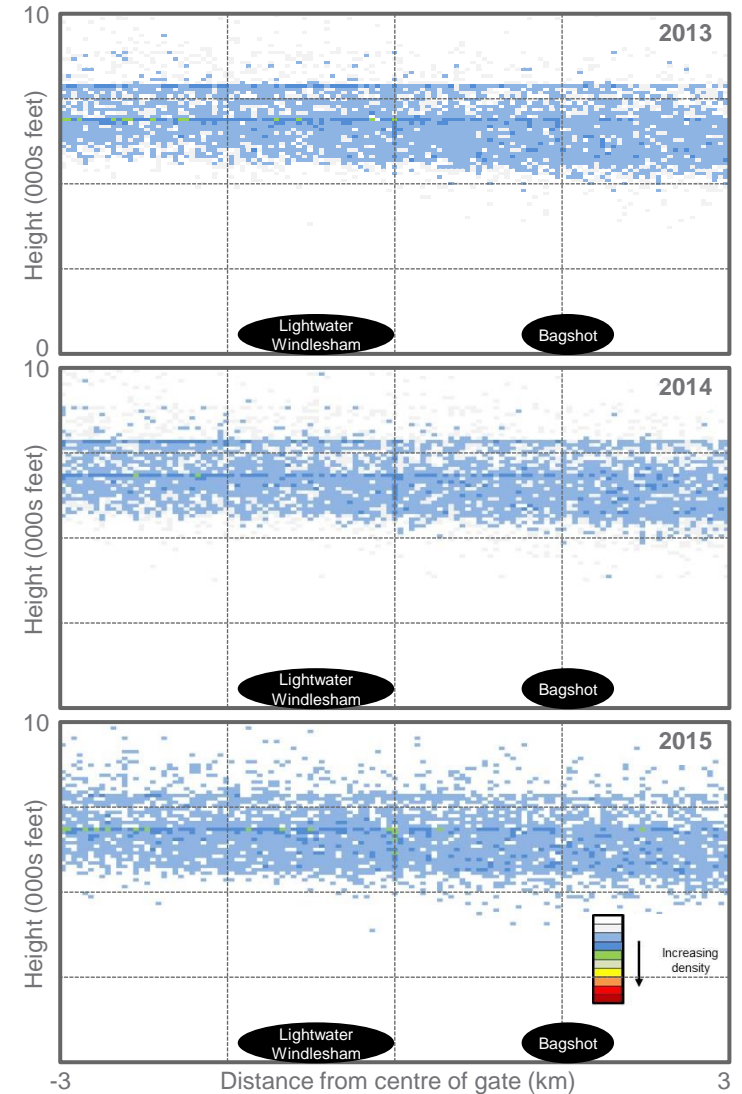 10
2013
Height (000s feet)
0
Lightwater
Windlesham
Bagshot
10
2014
Height (000s feet)
Lightwater
Windlesham
Bagshot
10
2015
Height (000s feet)
Increasing
density
Lightwater
Windlesham
Bagshot
-3
Distance from centre of gate (km)
3